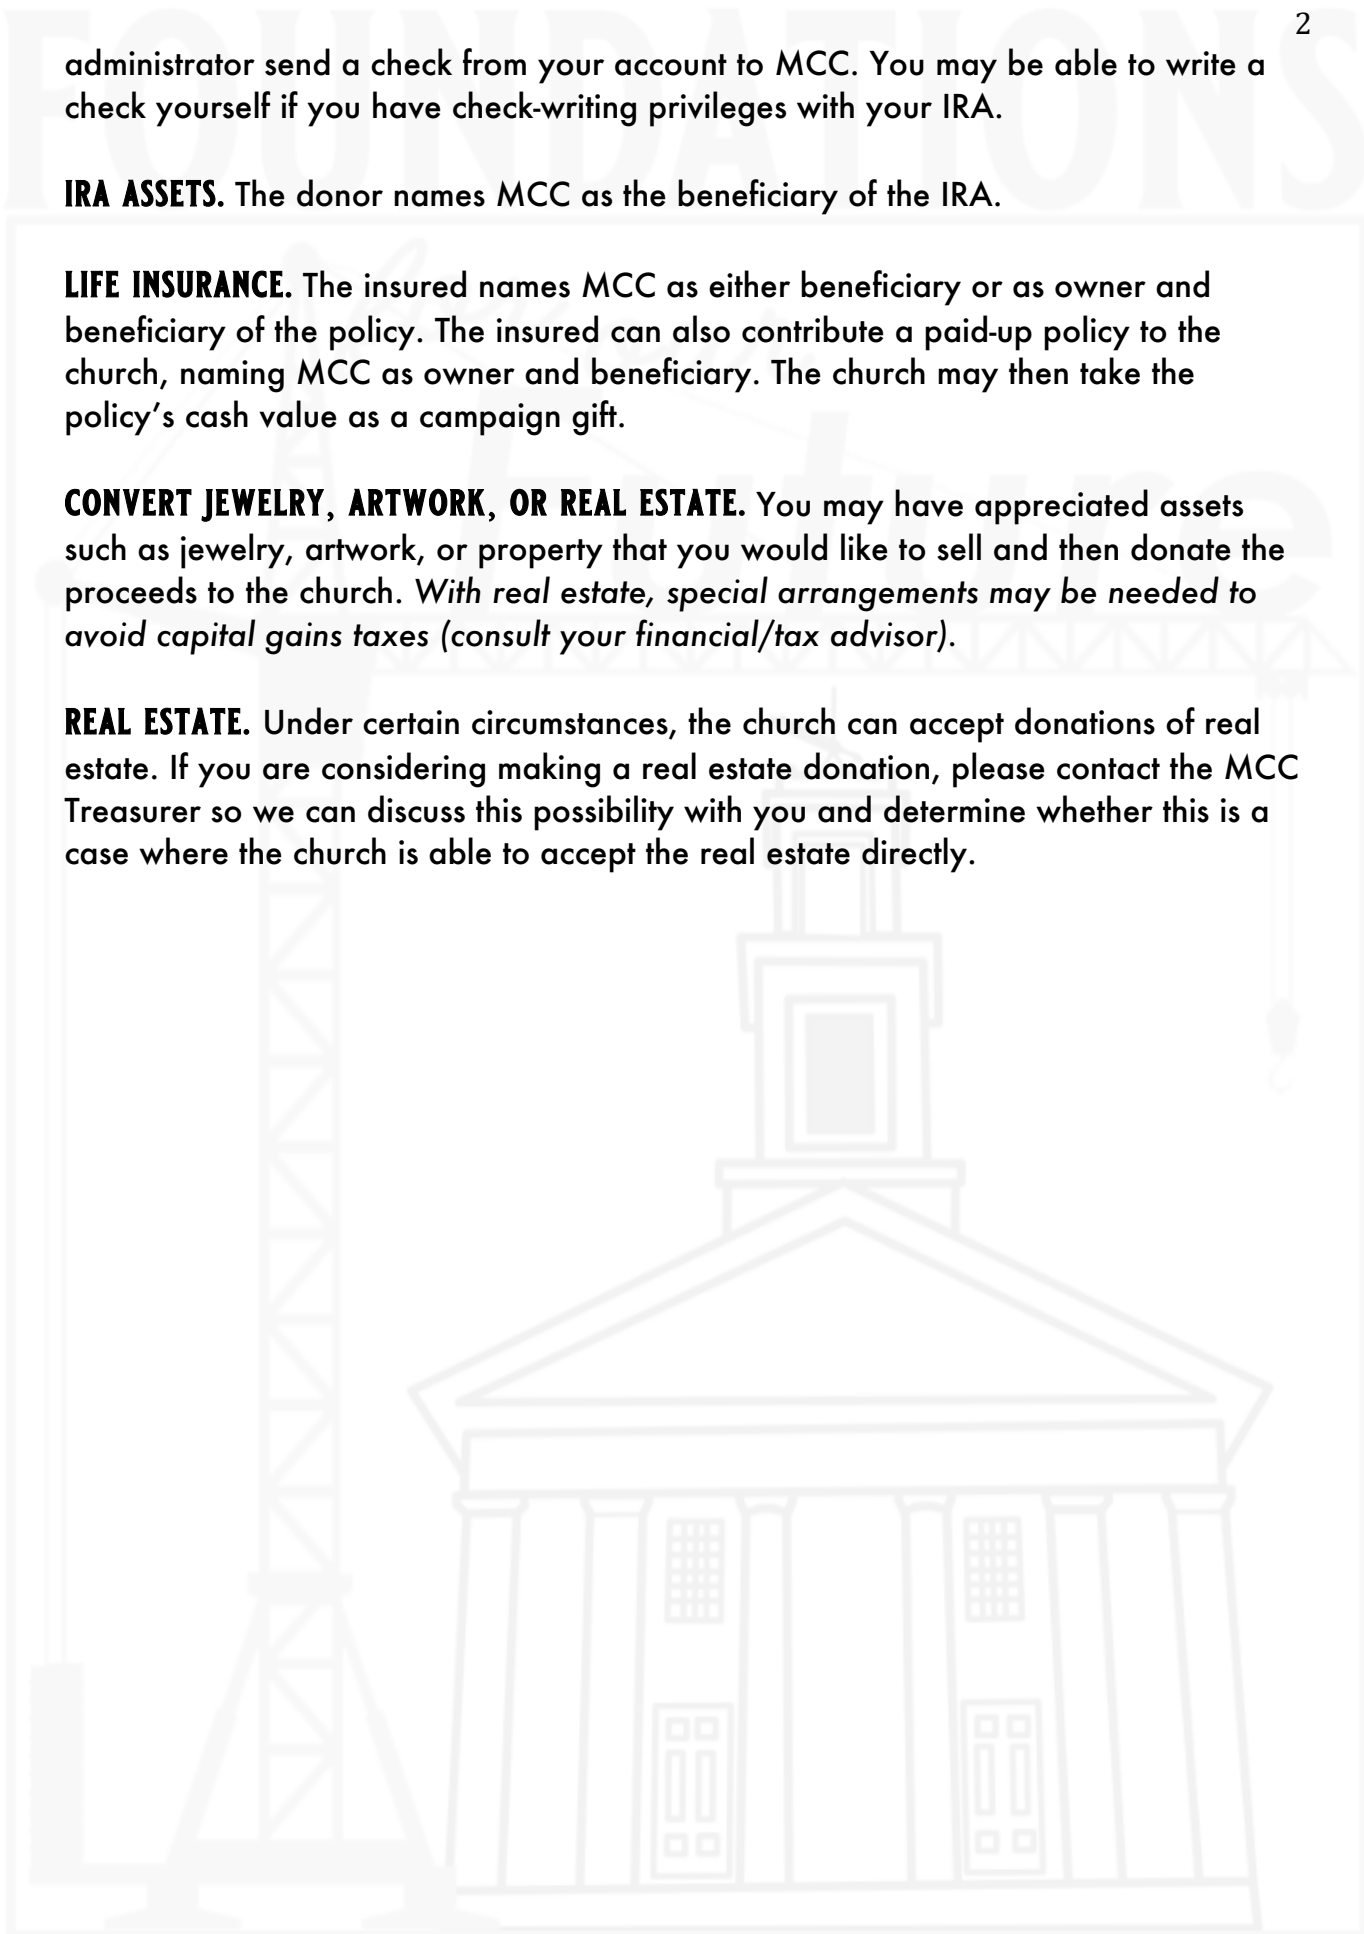 2
FOUNDATIONS
administrator send a check from your account to MCC. You may be able to write a
check yourself if you have check-writing privileges with your IRA.
IRA ASSETS. The donor names MCC as the beneficiary of the IRA.
LIFE INSURANCE. The insured names MCC as either beneficiary or as owner and
beneficiary of the policy. The insured can also contribute a paid-up policy to the
church, naming MCC as owner and beneficiary. The church may then take the
policy’s cash value as a campaign gift.
Future
CONVERT JEWELRY, ARTWORK, OR REAL ESTATE. You may have appreciated assets
such as jewelry, artwork, or property that you would like to sell and then donate the
proceeds to the church. With real estate, special arrangements may be needed to
avoid capital gains taxes (consult your financial/tax advisor).
REAL ESTATE. Under certain circumstances, the church can accept donations of real
estate. If you are considering making a real estate donation, please contact the MCC
Treasurer so we can discuss this possibility with you and determine whether this is a
case where the church is able to accept the real estate directly.